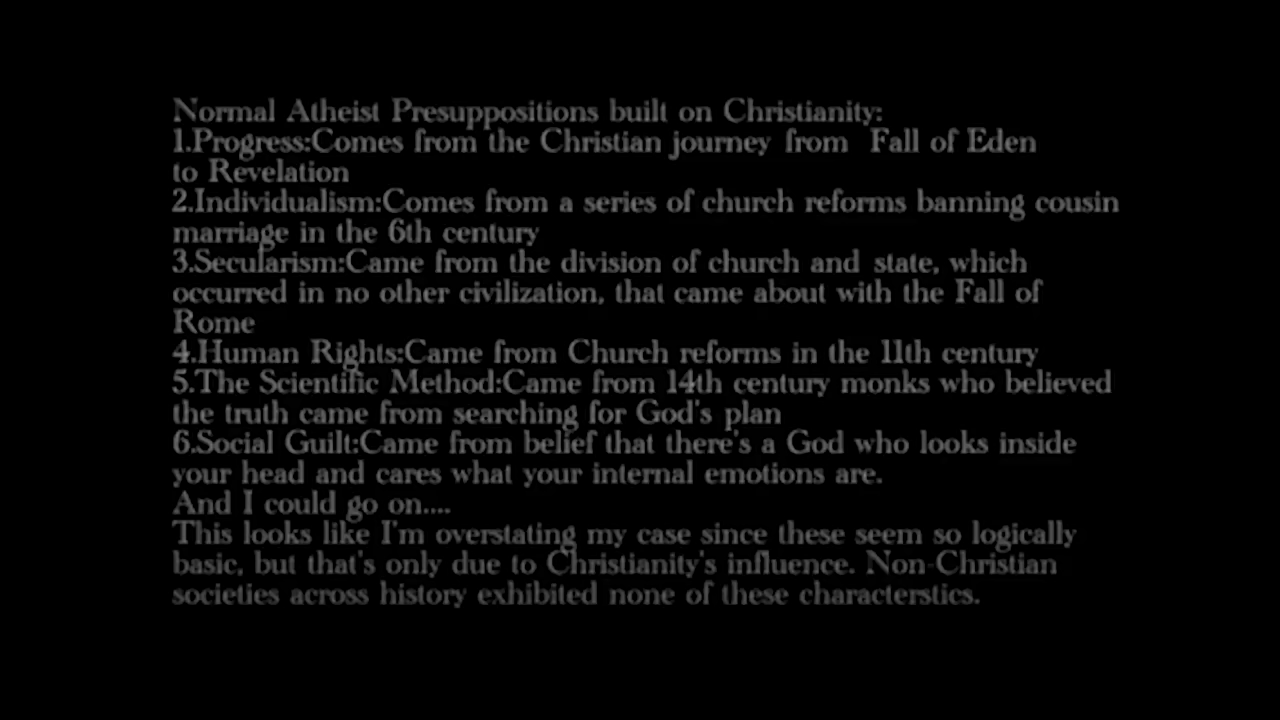 Normal Atheist Presuppositions built on Christianity:
1.Progress:Comes from the Christian journey from Fall of Eden
to Revelation
2.Individualism:Comes from a series of church reforms banning cousin
marriage in the 6th century
3.Secularism:Came from the division of church and state, which
occurred in no other civilization, that came about with the Fall of
Rome
4.Human Rights:Came from Church reforms in the 11th century
5.The Scientific Method:Came from 14th century monks who believed
the truth came from searching for God's plan
6.Social Guilt:Came from belief that there's a God who looks inside
your head and cares what your internal emotions are.
And I could go on....
This looks like I'm overstating my case since these seem so logically
basic, but that's only due to Christianity's influence. Non-Christian
societies across history exhibited none of these characterstics.